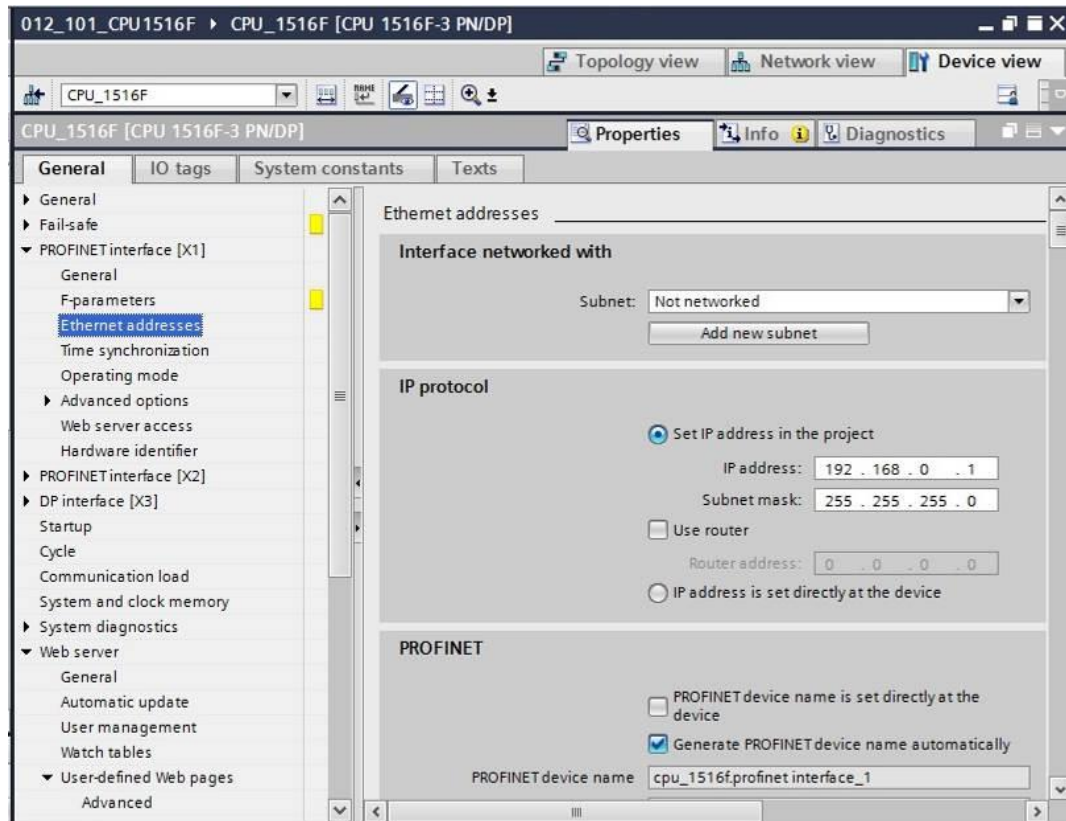 012_101_CPU1516F ▸ CPU_1516F [CPU 1516F-3 PN/DP]
Topology view Network view Device view
CPU_1516F
CPU_1516F [CPU 1516F-3 PN/DP] Properties Info Diagnostics
General IO tags System constants Texts
General
Fail-safe
PROFINET interface [X1]
General
F-parameters
Ethernet addresses
Time synchronization
Operating mode
Advanced options
Web server access
Hardware identifier
PROFINET interface [X2]
DP interface [X3]
Startup
Cycle
Communication load
System and clock memory
System diagnostics
Web server
General
Automatic update
User management
Watch tables
User-defined Web pages
Advanced
Ethernet addresses
Interface networked with
Subnet: Not networked
Add new subnet
IP protocol
Set IP address in the project
IP address: 192 . 168 . 0 . 1
Subnet mask: 255 . 255 . 255 . 0
Use router
Router address: 0 . 0 . 0 . 0
IP address is set directly at the device
PROFINET
PROFINET device name is set directly at the
device
Generate PROFINET device name automatically
PROFINET device name cpu_1516f.profinet interface_1